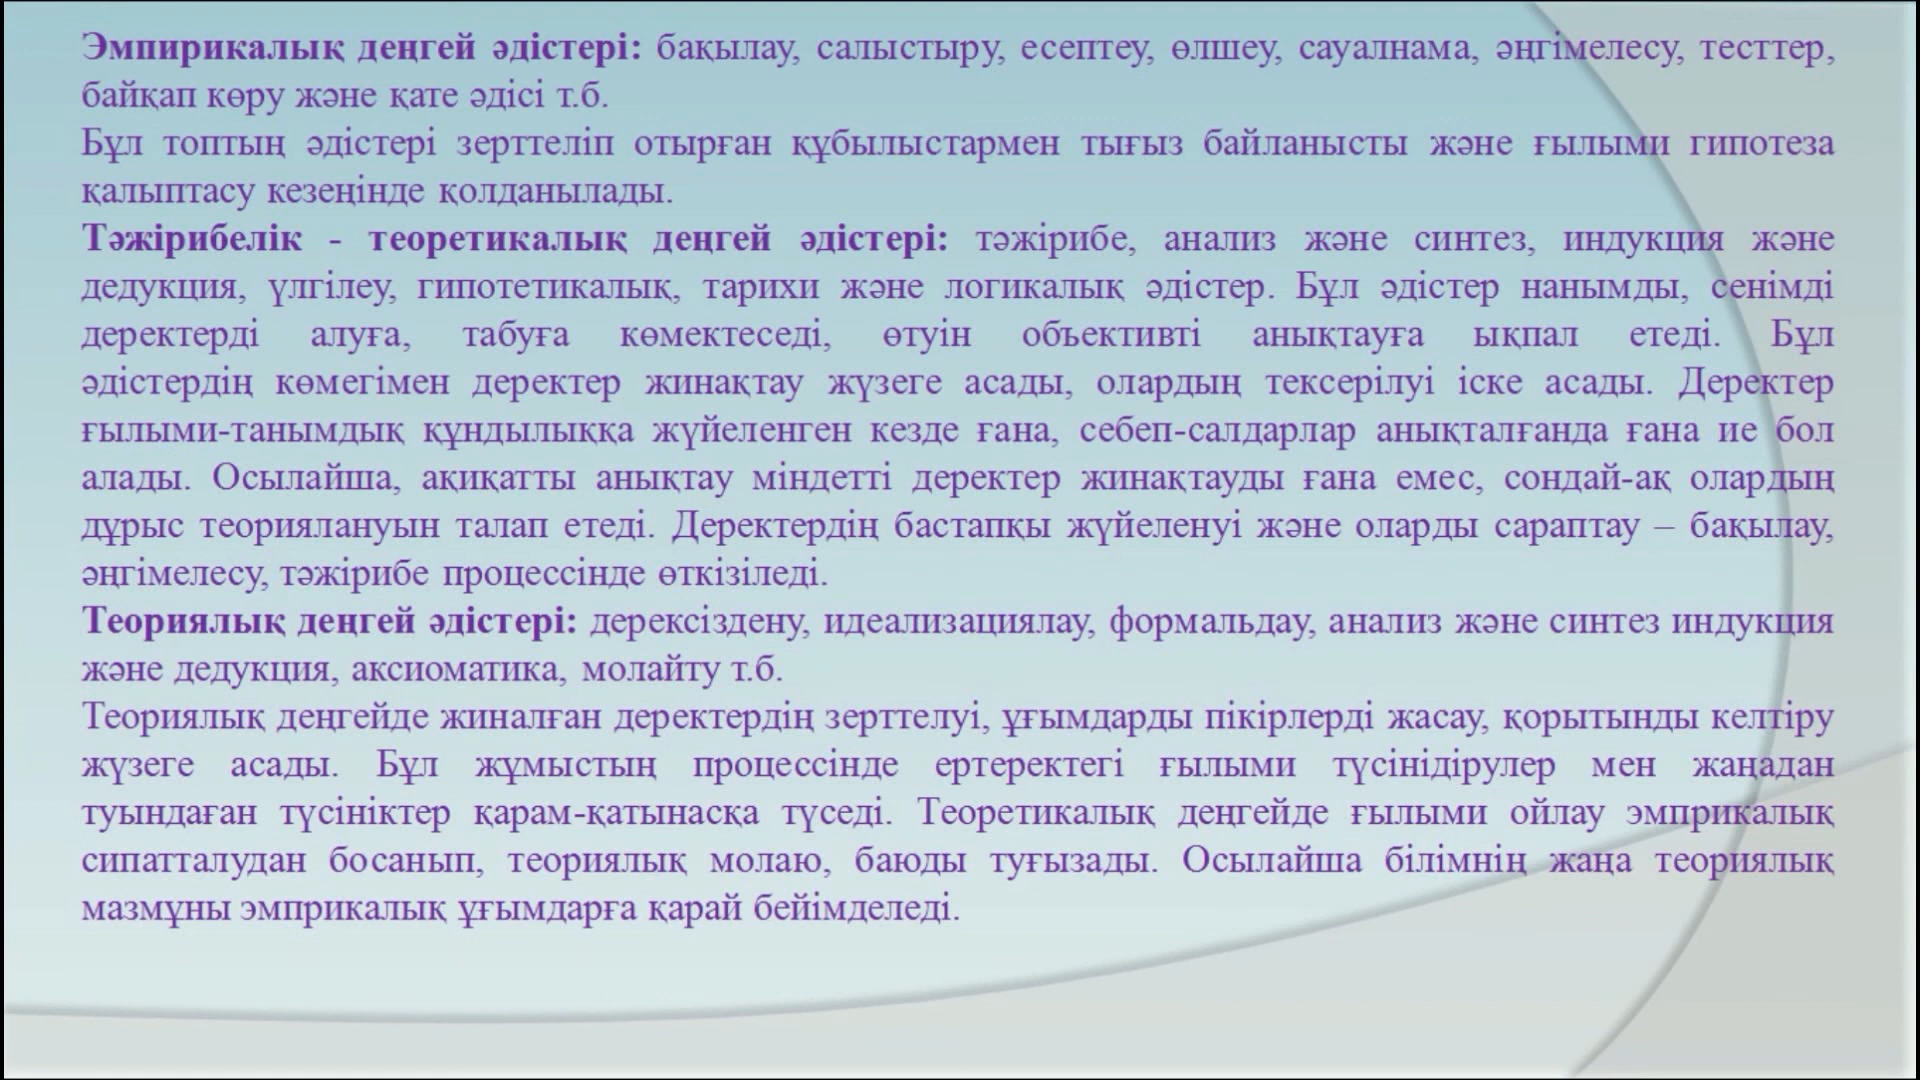 Эмпирикалық деңгей әдістері: бақылау, салыстыру, есептеу, өлшеу, сауалнама, әңгімелесу, тесттер,
байқап көру және қате әдісі т.б.
Бұл топтың әдістері зерттеліп отырған құбылыстармен тығыз байланысты және ғылыми гипотеза
қалыптасу кезеңінде қолданылады.
Тәжірибелік - теоретикалық деңгей әдістері: тәжірибе, анализ және синтез, индукция және
дедукция, үлгілеу, гипотетикалық, тарихи және логикалық әдістер. Бұл әдістер нанымды, сенімді
деректерді алуға, табуға көмектеседі, өтуін объективті анықтауға ықпал етеді. Бұл
әдістердің көмегімен деректер жинақтау жүзеге асады, олардың тексерілуі іске асады. Деректер
ғылыми-танымдық құндылыққа жүйеленген кезде ғана, себеп-салдарлар анықталғанда ғана ие бол
алады. Осылайша, ақиқатты анықтау міндетті деректер жинақтауды ғана емес, сондай-ақ олардың
дұрыс теориялануын талап етеді. Деректердің бастапқы жүйеленуі және оларды сараптау – бақылау,
әңгімелесу, тәжірибе процессінде өткізіледі.
Теориялық деңгей әдістері: дерексіздену, идеализациялау, формальдау, анализ және синтез индукция
және дедукция, аксиоматика, молайту т.б.
Теориялық деңгейде жиналған деректердің зерттелуі, ұғымдарды пікірлерді жасау, қорытынды келтіру
жүзеге асады. Бұл жұмыстың процессінде ертеректегі ғылыми түсінідірулер мен жаңадан
туындаған түсініктер қарам-қатынасқа түседі. Теоретикалық деңгейде ғылыми ойлау эмприкалық
сипатталудан босанып, теориялық молаю, баюды туғызады. Осылайша білімнің жаңа теориялық
мазмұны эмприкалық ұғымдарға қарай бейімделеді.